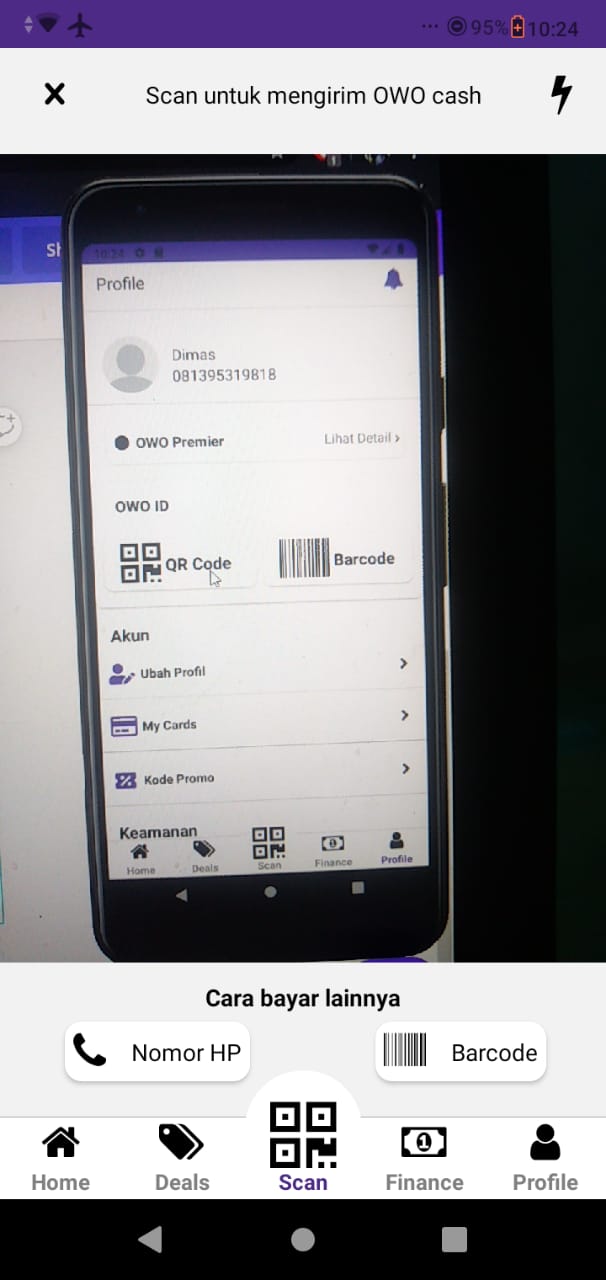 95% 10:24
Scan untuk mengirim OWO cash
10:24
Profile
Dimas
081395319818
OWO Premier
Lihat Detail
OWO ID
QR Code
Barcode
Akun
Ubah Profil
My Cards
Kode Promo
Keamanan
Home Deals Scan Finance Profile
Cara bayar lainnya
Nomor HP
Barcode
Home Deals Scan Finance Profile